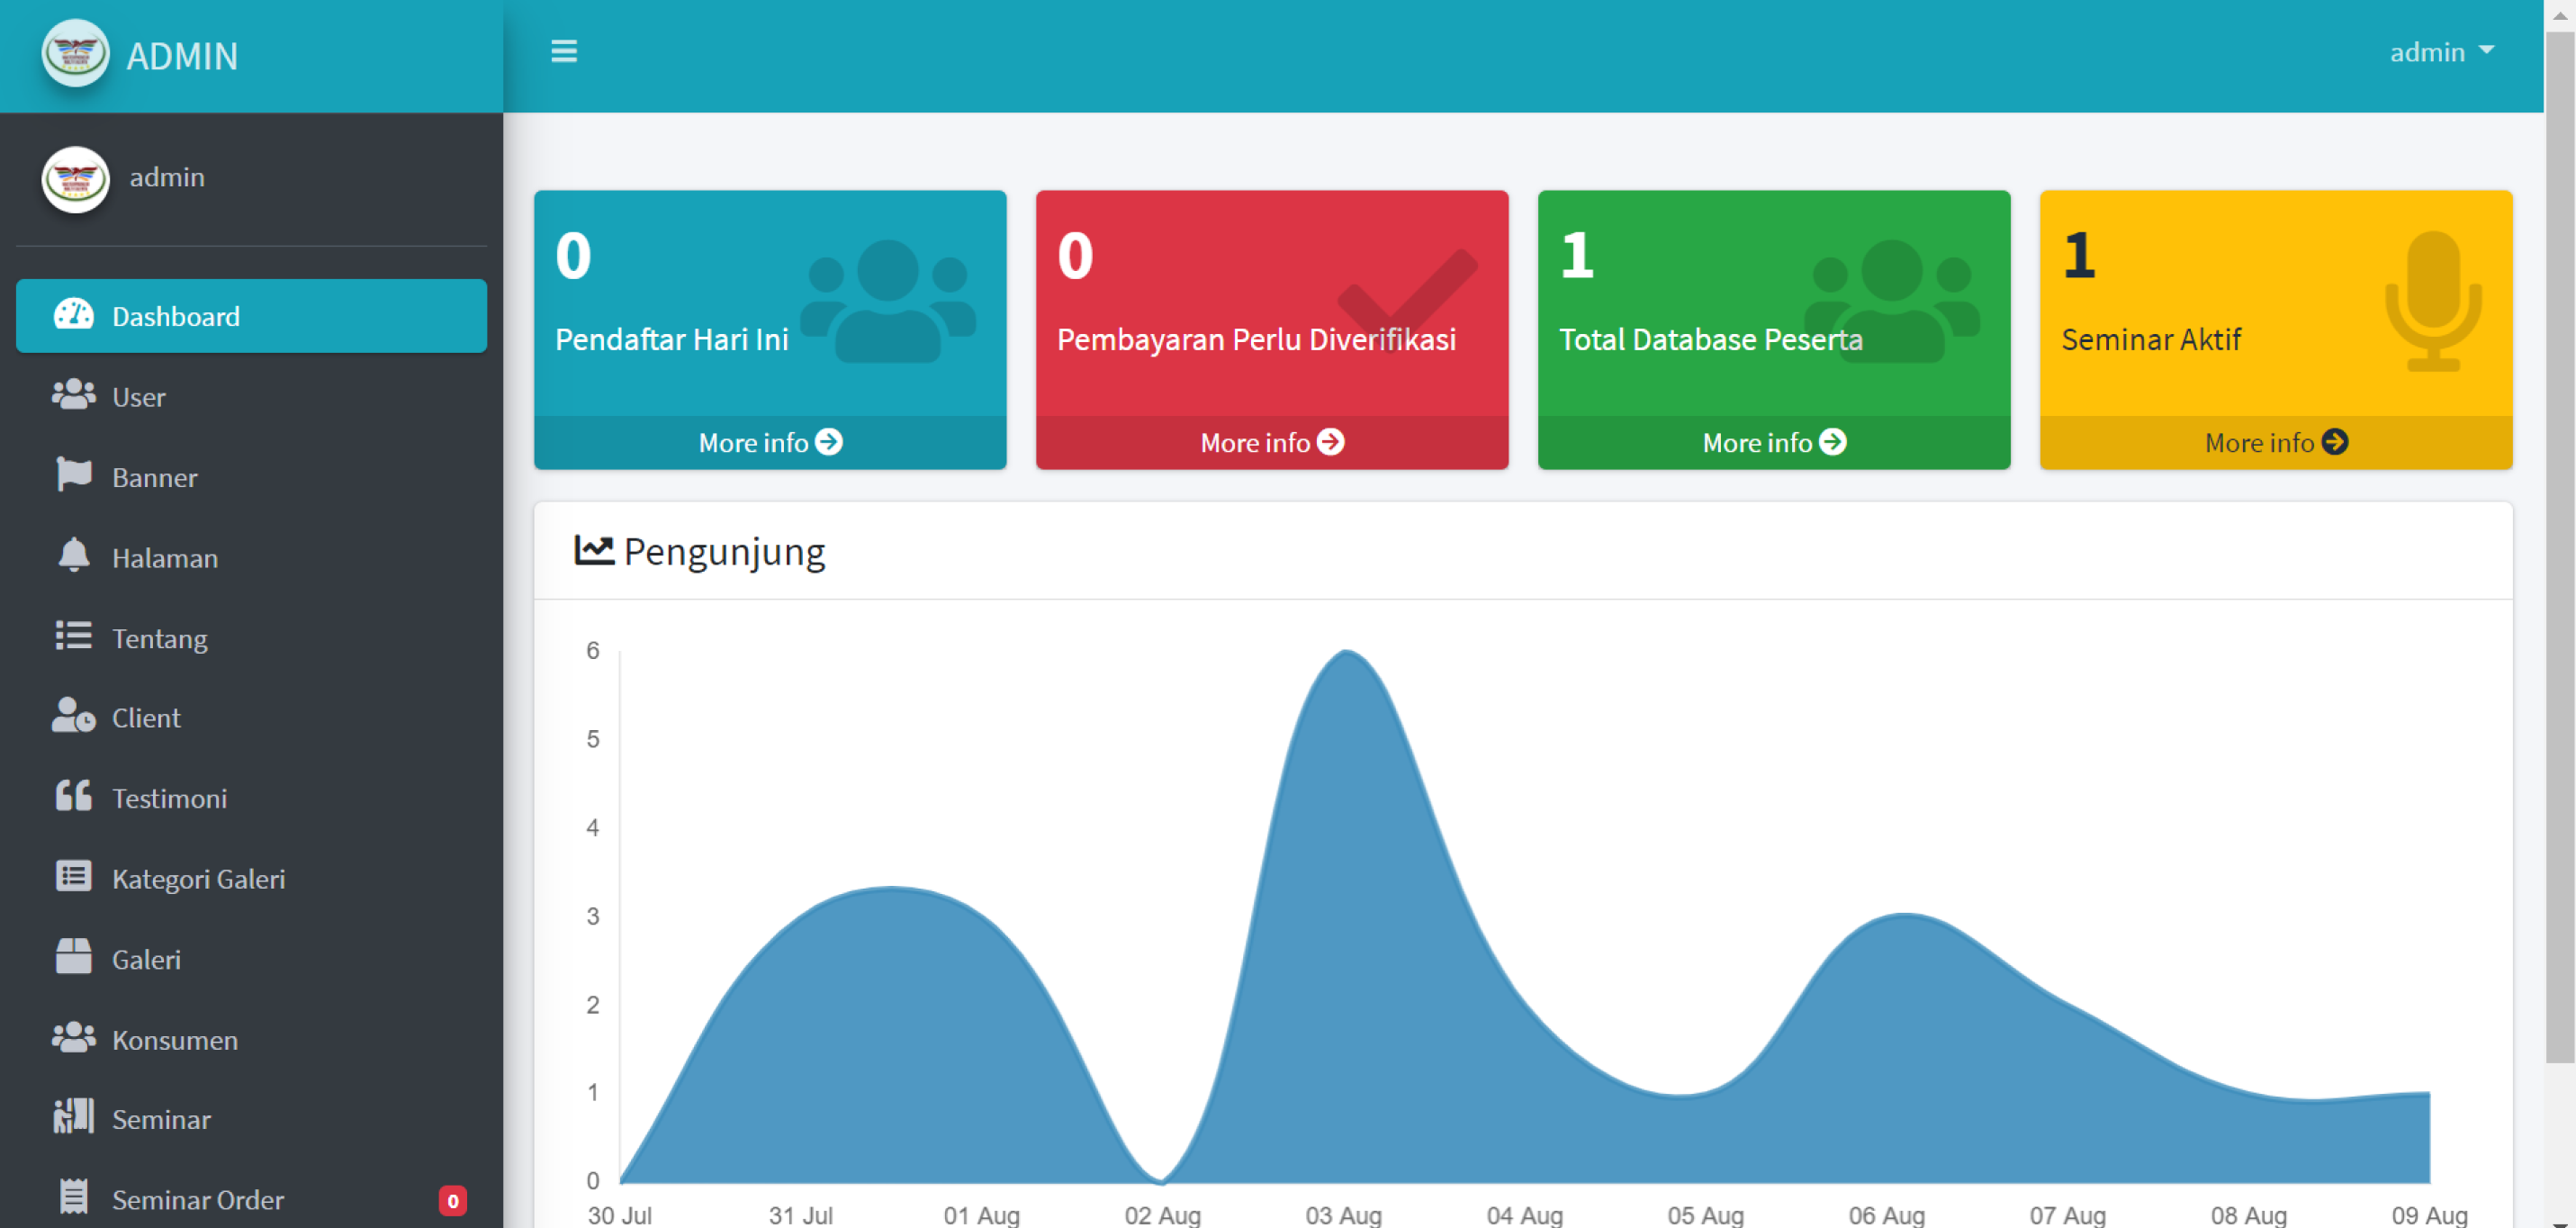 ADMIN
admin
admin
Dashboard
User
Banner
Halaman
Tentang
Client
Testimoni
Kategori Galeri
Galeri
Konsumen
Seminar
Seminar Order 0
0
Pendaftar Hari Ini
More info
0
Pembayaran Perlu Diverifikasi
More info
1
Total Database Peserta
More info
1
Seminar Aktif
More info
Pengunjung
6
5
4
3
2
1
0
30 Jul 31 Jul 01 Aug 02 Aug 03 Aug 04 Aug 05 Aug 06 Aug 07 Aug 08 Aug 09 Aug